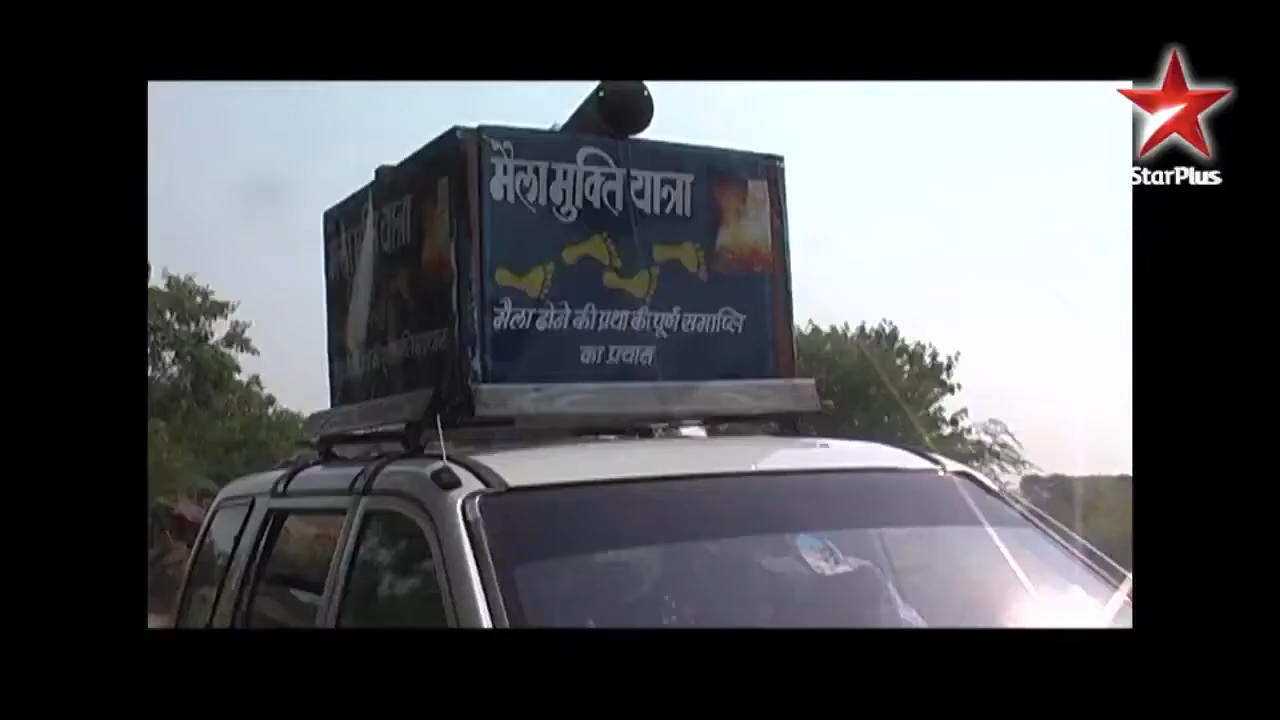 मैला मुक्ति यात्रा
मैला ढोने की प्रथा की पूर्ण समाप्ति
का प्रयास
यात्रा
StarPlus